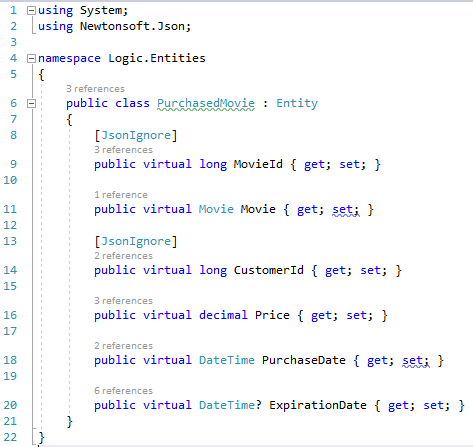 1 using System;
2 using Newtonsoft.Json;
3
4 namespace Logic.Entities
5 {
3 references
6 public class PurchasedMovie : Entity
7 {
8 [JsonIgnore]
3 references
9 public virtual long MovieId { get; set; }
10
1 reference
11 public virtual Movie Movie { get; set; }
12
13 [JsonIgnore]
2 references
14 public virtual long CustomerId { get; set; }
15
3 references
16 public virtual decimal Price { get; set; }
17
2 references
18 public virtual DateTime PurchaseDate { get; set; }
19
6 references
20 public virtual DateTime? ExpirationDate { get; set; }
21 }
22 }